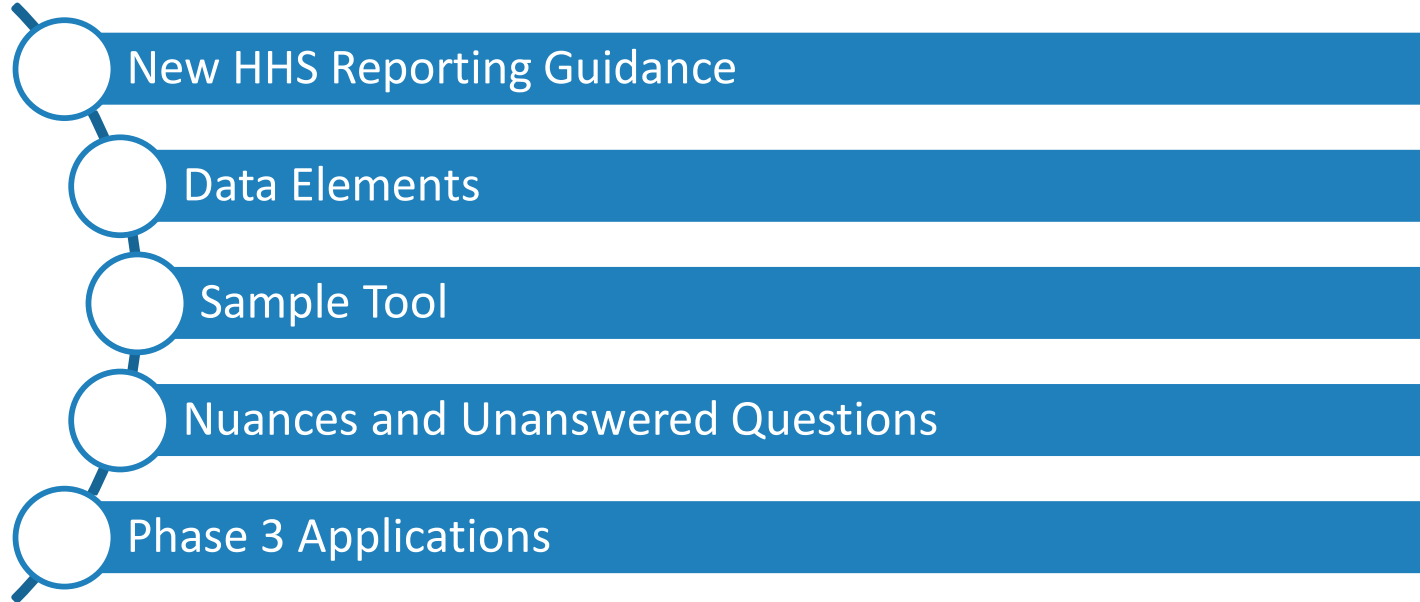 New HHS Reporting Guidance
Data Elements
Sample Tool
Nuances and Unanswered Questions
Phase 3 Applications